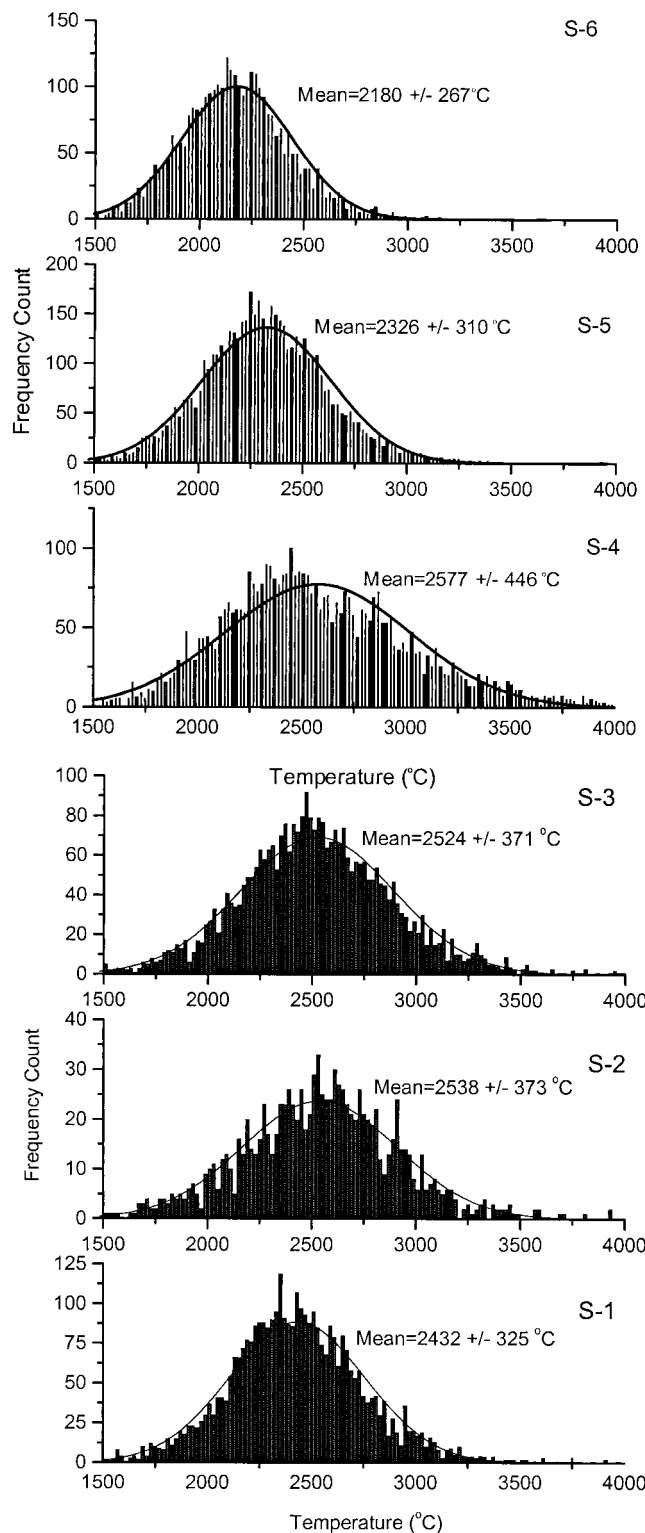 S-6
150
Mean=2180 +/- 267°C
100
50
0
1500 2000 2500 3000 3500 4000
200
150
Mean=2326 +/- 310 °C
S-5
100
50
0
1500 2000 2500 3000 3500 4000
Frequency Count
S-4
100
Mean=2577 +/- 446 °C
50
0
1500 2000 2500 3000 3500 4000
Temperature (°C)
100
S-3
80
Mean=2524 +/- 371 °C
60
40
20
0
1500 2000 2500 3000 3500 4000
40
S-2
30
Mean=2538 +/- 373 °C
20
10
0
1500 2000 2500 3000 3500 4000
Frequency Count
125
S-1
100
Mean=2432 +/- 325 °C
75
50
25
0
1500 2000 2500 3000 3500 4000
Temperature (°C)